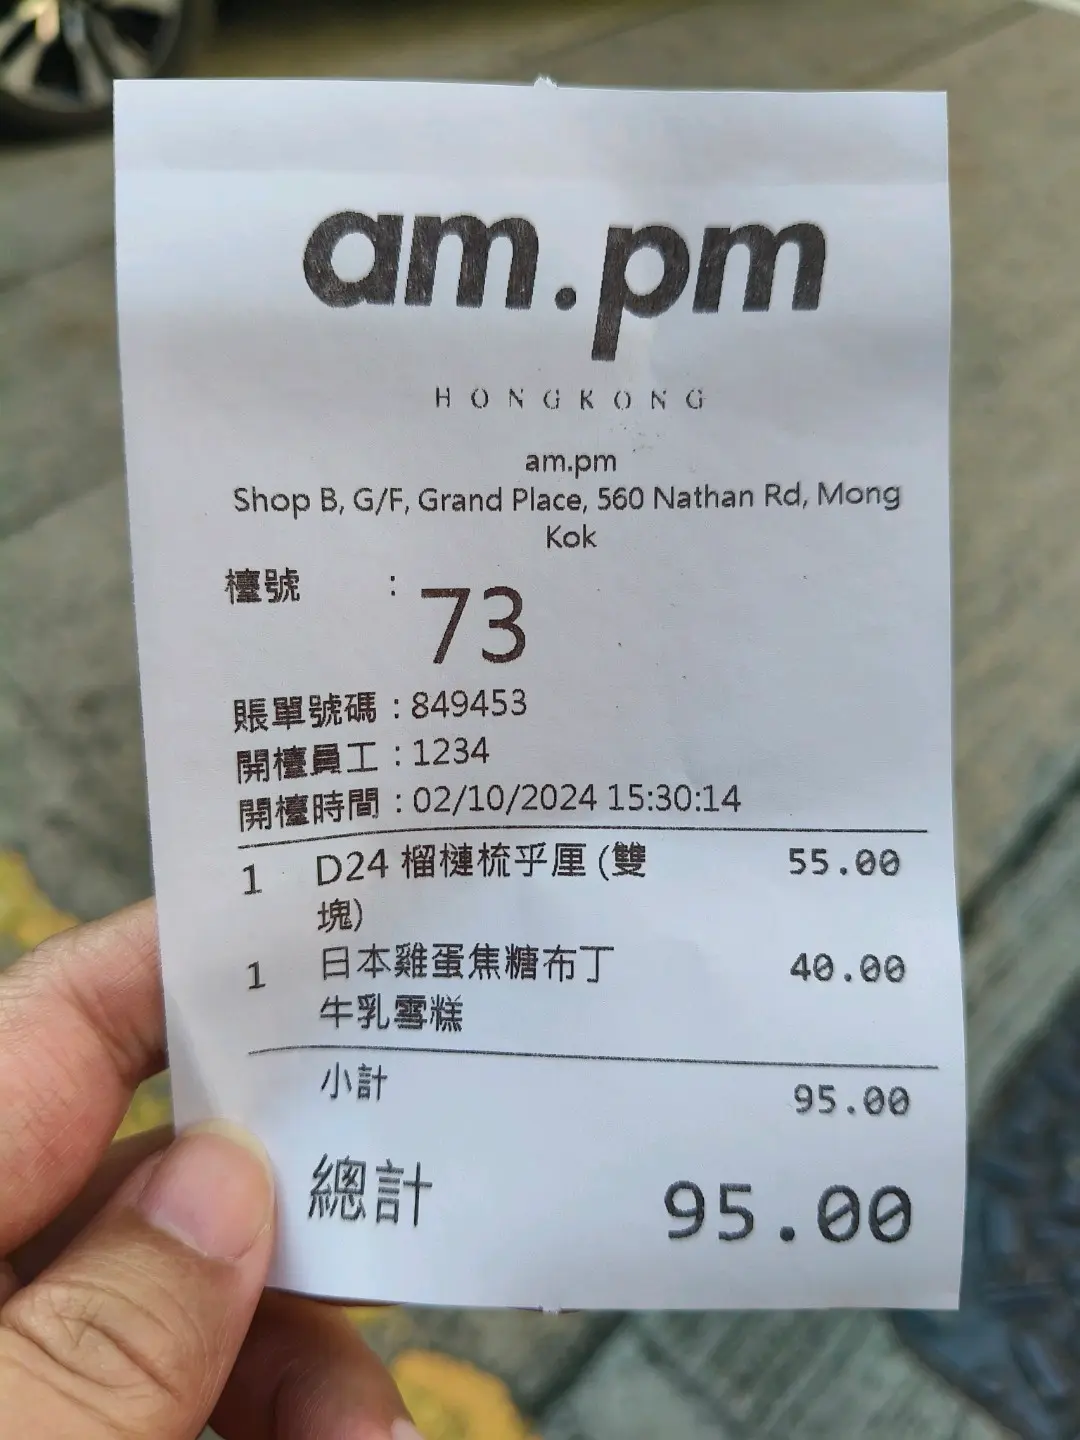 am.pm
HONGKONG
am.pm
Shop B, G/F, Grand Place, 560 Nathan Rd, Mong
Kok
檯號 : 73
賬單號碼 : 849453
開檯員工 : 1234
開檯時間 : 02/10/2024 15:30:14
1 D24 榴槤梳乎厘 (雙 55.00
塊)
1 日本雞蛋焦糖布丁 40.00
牛乳雪糕
小計 95.00
總計 95.00